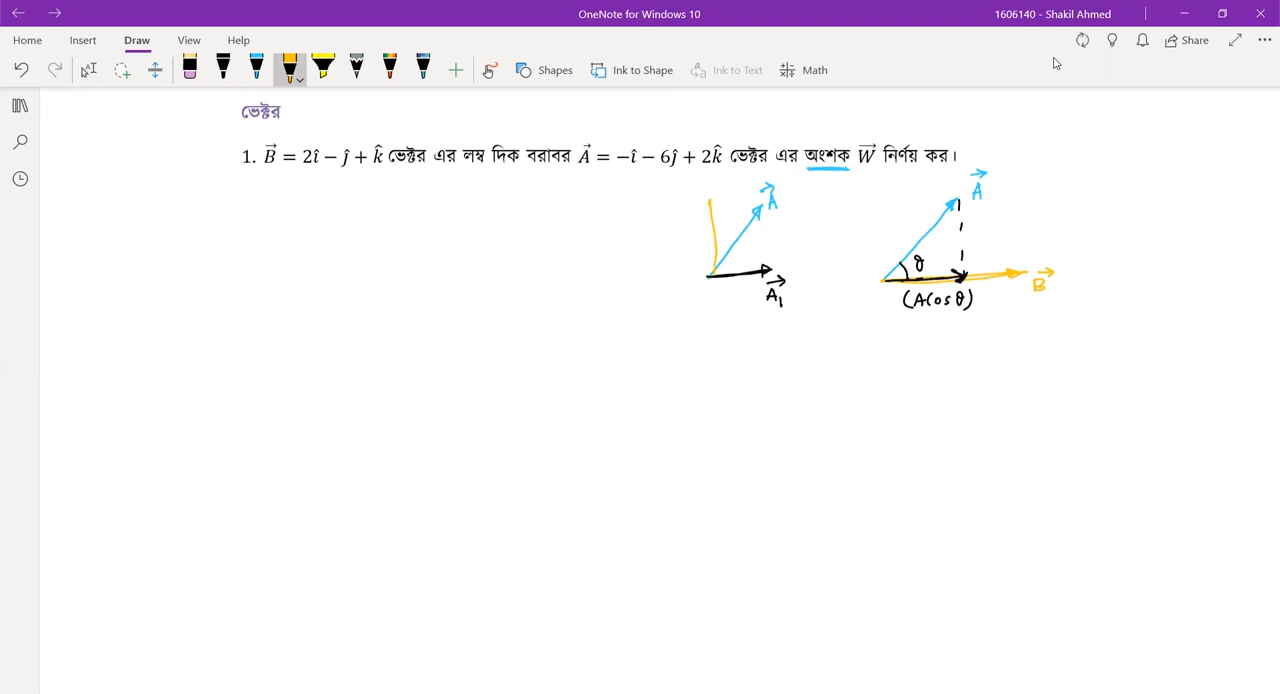 OneNote for Windows 10
1606140 - Shakil Ahmed
Home Insert Draw View Help
Share
Shapes Ink to Shape Ink to Text Math
ভেক্টর
1. B⃗ = 2î − ĵ + k̂ ভেক্টর এর লম্ব দিক বরাবর A⃗ = −î − 6ĵ + 2k̂ ভেক্টর এর অংশক W⃗ নির্ণয় কর।
A⃗
A⃗₁
A⃗
θ
B⃗
(A cos θ)